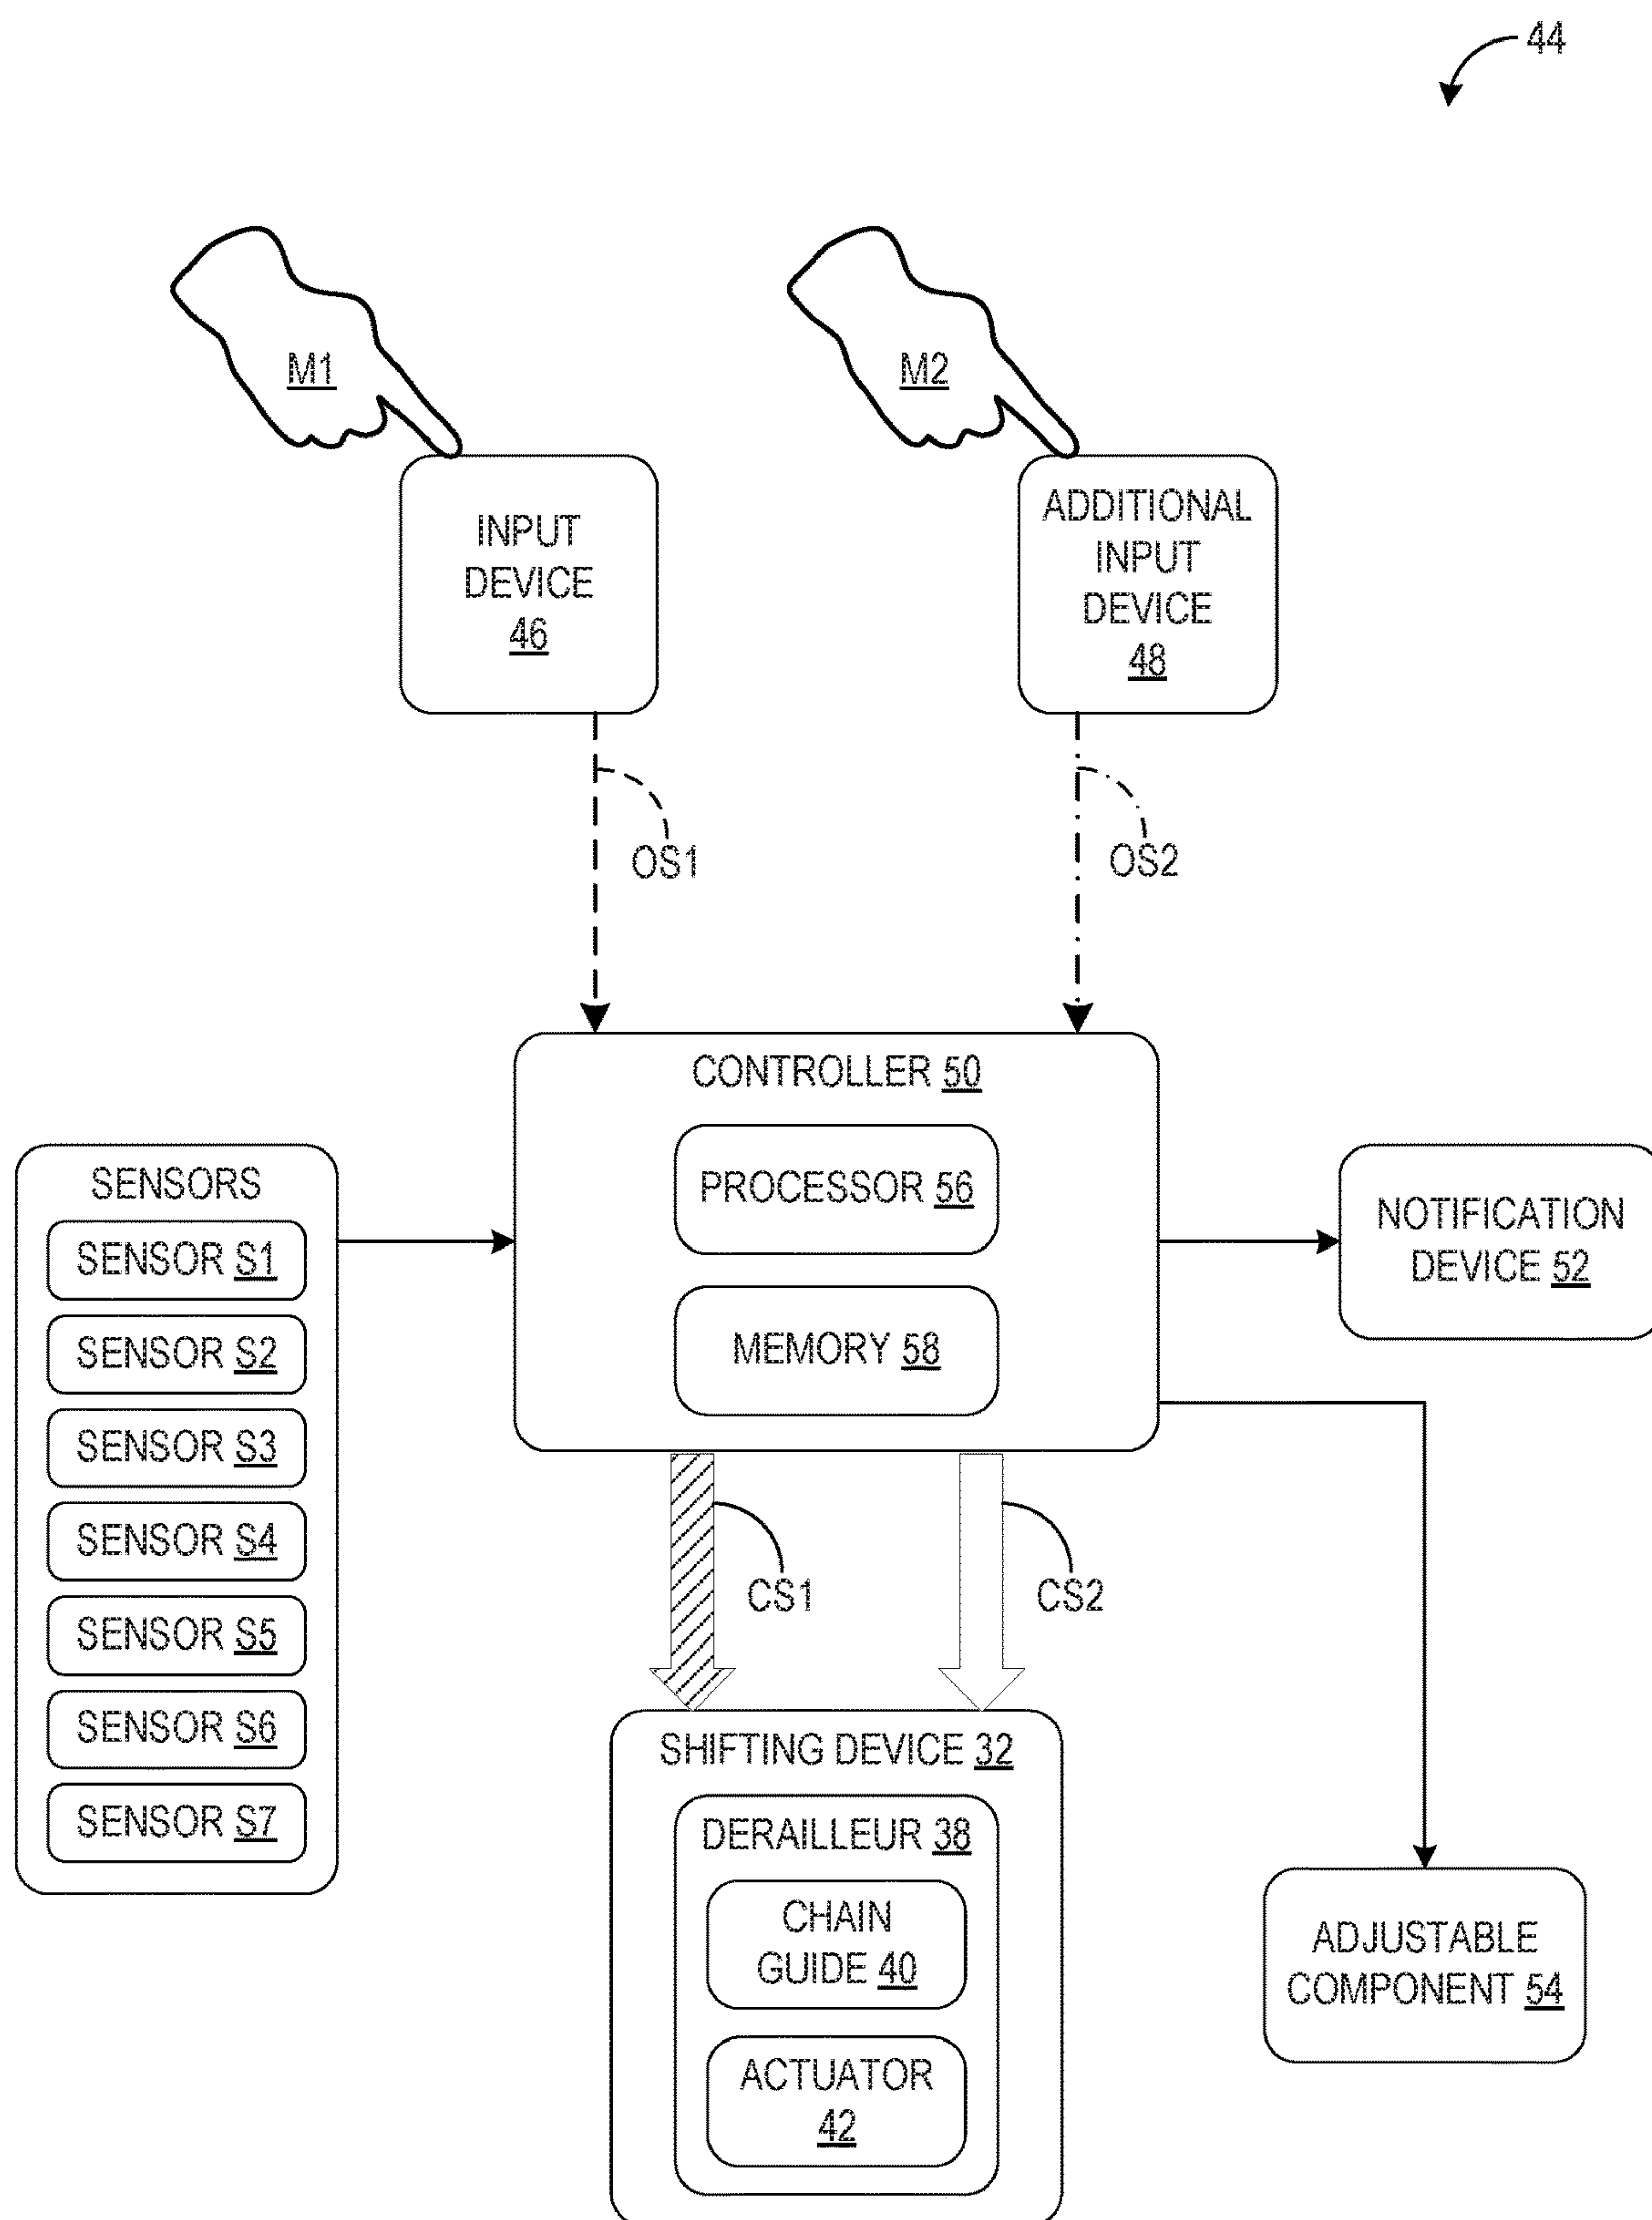 44
M1
M2
INPUT
DEVICE
46
ADDITIONAL
INPUT
DEVICE
48
OS1
OS2
CONTROLLER 50
PROCESSOR 56
MEMORY 58
SENSORS
SENSOR S1
SENSOR S2
SENSOR S3
SENSOR S4
SENSOR S5
SENSOR S6
SENSOR S7
NOTIFICATION
DEVICE 52
CS1
CS2
SHIFTING DEVICE 32
DERAILLEUR 38
CHAIN
GUIDE 40
ACTUATOR
42
ADJUSTABLE
COMPONENT 54